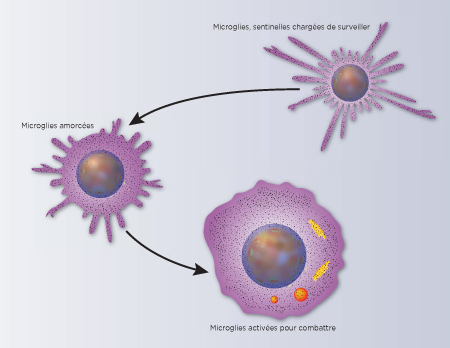 Microglies, sentinelles chargées de surveiller
Microglies amorcées
Microglies activées pour combattre